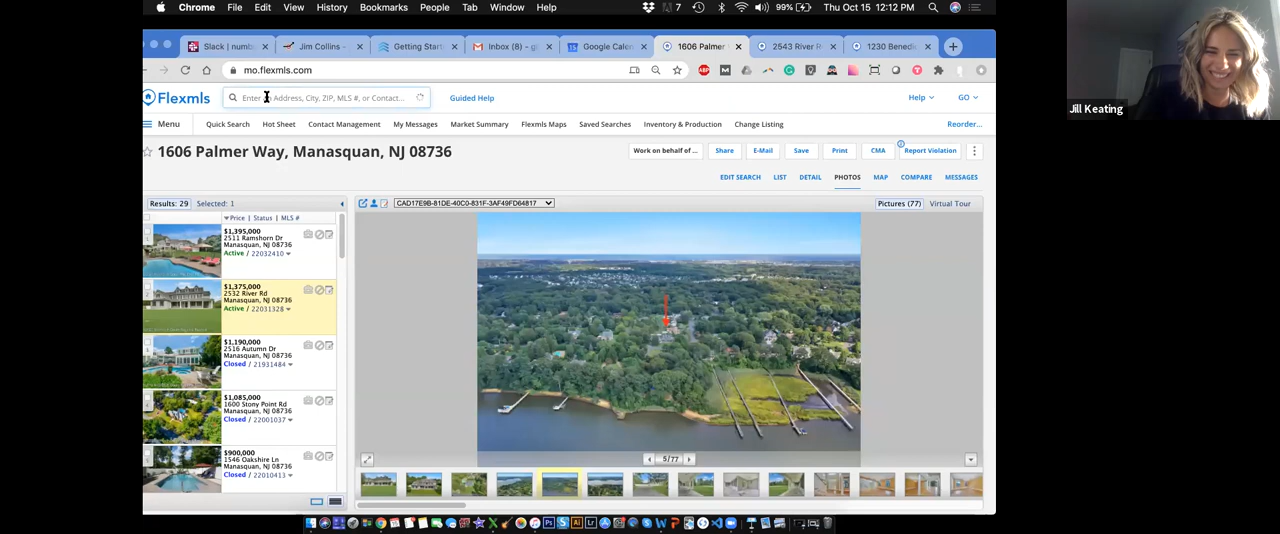 Chrome File Edit View History Bookmarks People Tab Window Help 7 99% Thu Oct 15 12:12 PM
Slack | numb Jim Collins - Getting Start Inbox (8) - gl Google Calen 1606 Palmer 2543 River R 1230 Benedi
mo.flexmls.com
Flexmls Address, City, ZIP, MLS #, or Contact... Guided Help Help GO
Menu Quick Search Hot Sheet Contact Management My Messages Market Summary Flexmls Maps Saved Searches Inventory & Production Change Listing Reorder...
1606 Palmer Way, Manasquan, NJ 08736 Work on behalf of ... Share E-Mail Save Print CMA Report Violation
EDIT SEARCH LIST DETAIL PHOTOS MAP COMPARE MESSAGES
Results: 29 Selected: 1 CAD17E9B-81DE-40C0-831F-3AF49FD64817 Pictures (77) Virtual Tour
Price | Status | MLS #
$1,395,000
2511 Ramshorn Dr
Manasquan, NJ 08736
Active / 22032410
$1,375,000
2532 River Rd
Manasquan, NJ 08736
Active / 22031328
$1,190,000
2516 Autumn Dr
Manasquan, NJ 08736
Closed / 21931484
$1,085,000
1600 Stony Point Rd
Manasquan, NJ 08736
Closed / 22001037
$900,000
1546 Oakshire Ln
Manasquan, NJ 08736
Closed / 22010413
5/77
Jill Keating